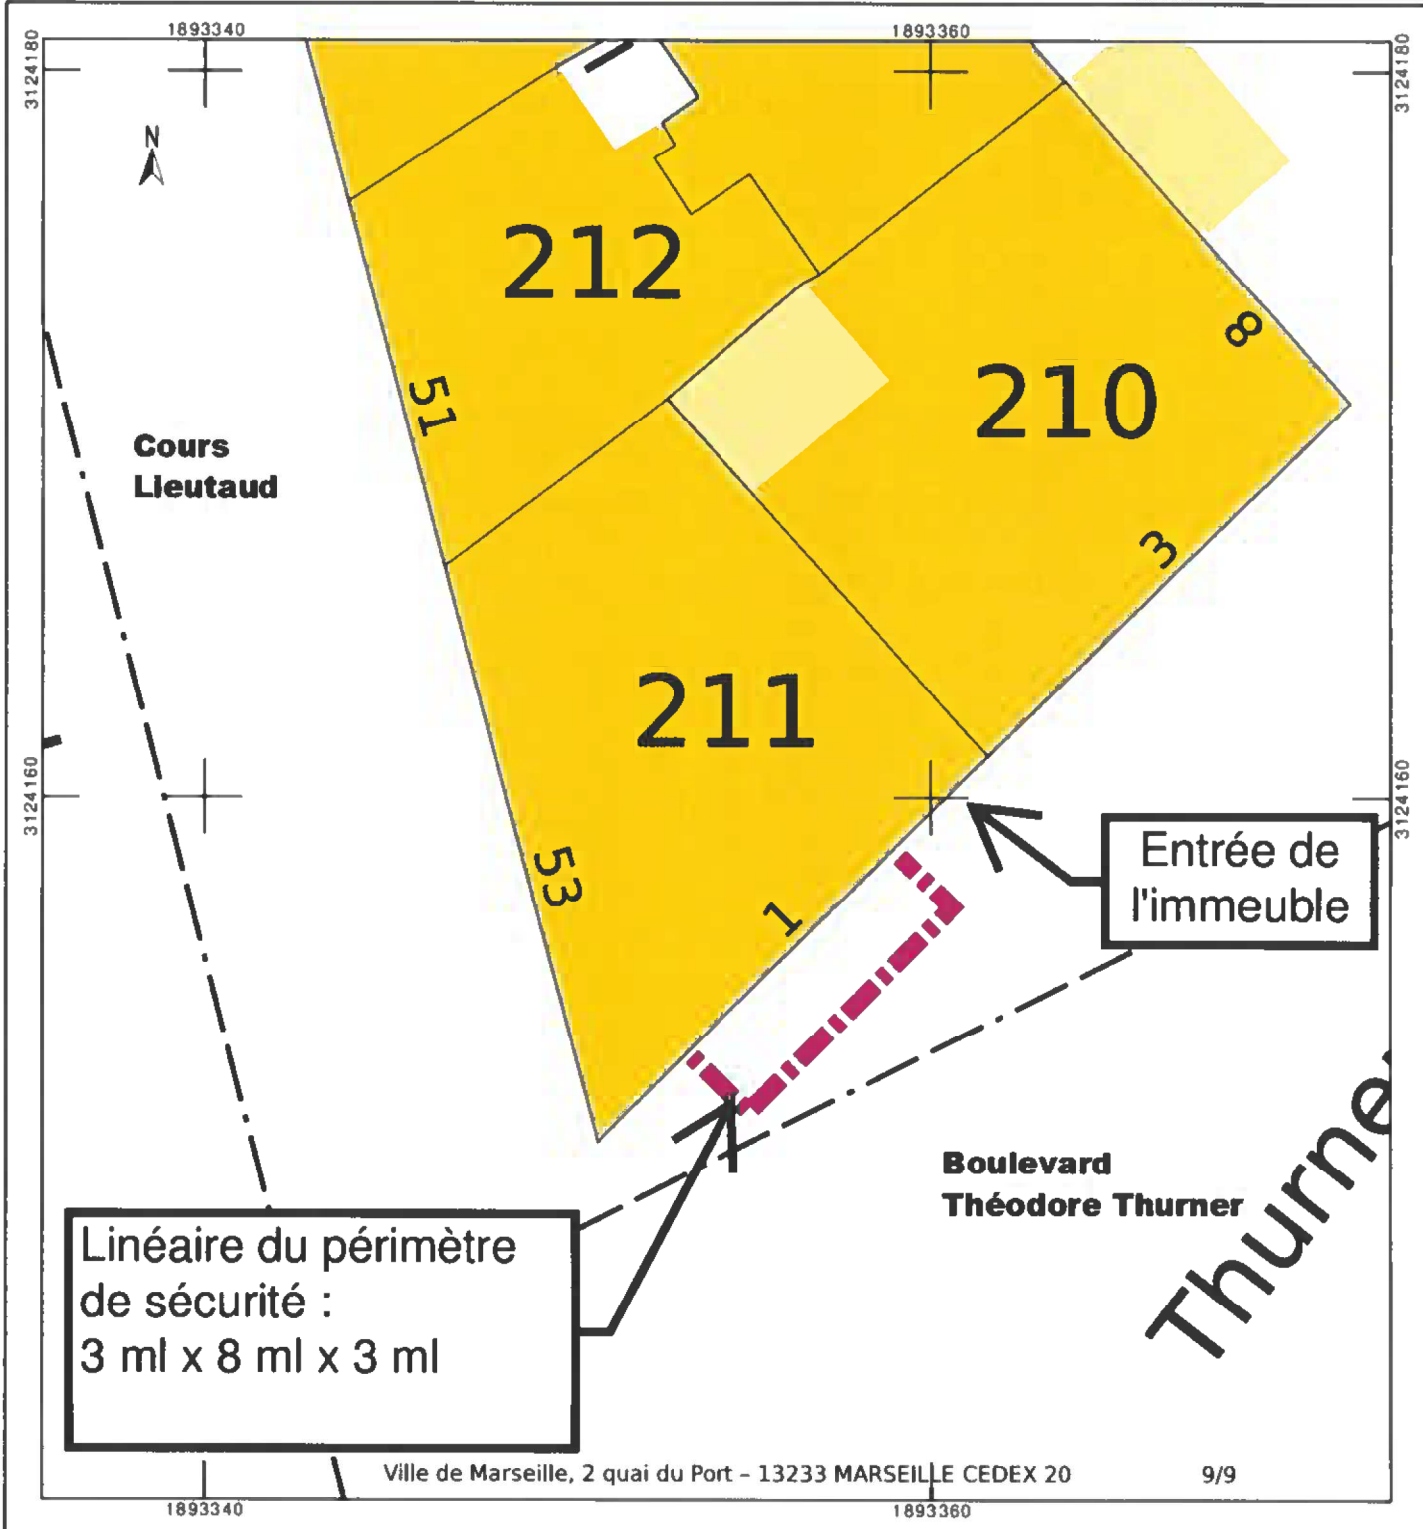 1893340
1893360
3124180
3124180
N
212
51
Cours
Lieutaud
8
210
3
211
3124160
3124160
Entrée de
l'immeuble
53
1
Boulevard
Théodore Thurner
Thurne
Linéaire du périmètre
de sécurité :
3 ml x 8 ml x 3 ml
Ville de Marseille, 2 quai du Port – 13233 MARSEILLE CEDEX 20
9/9
1893340
1893360